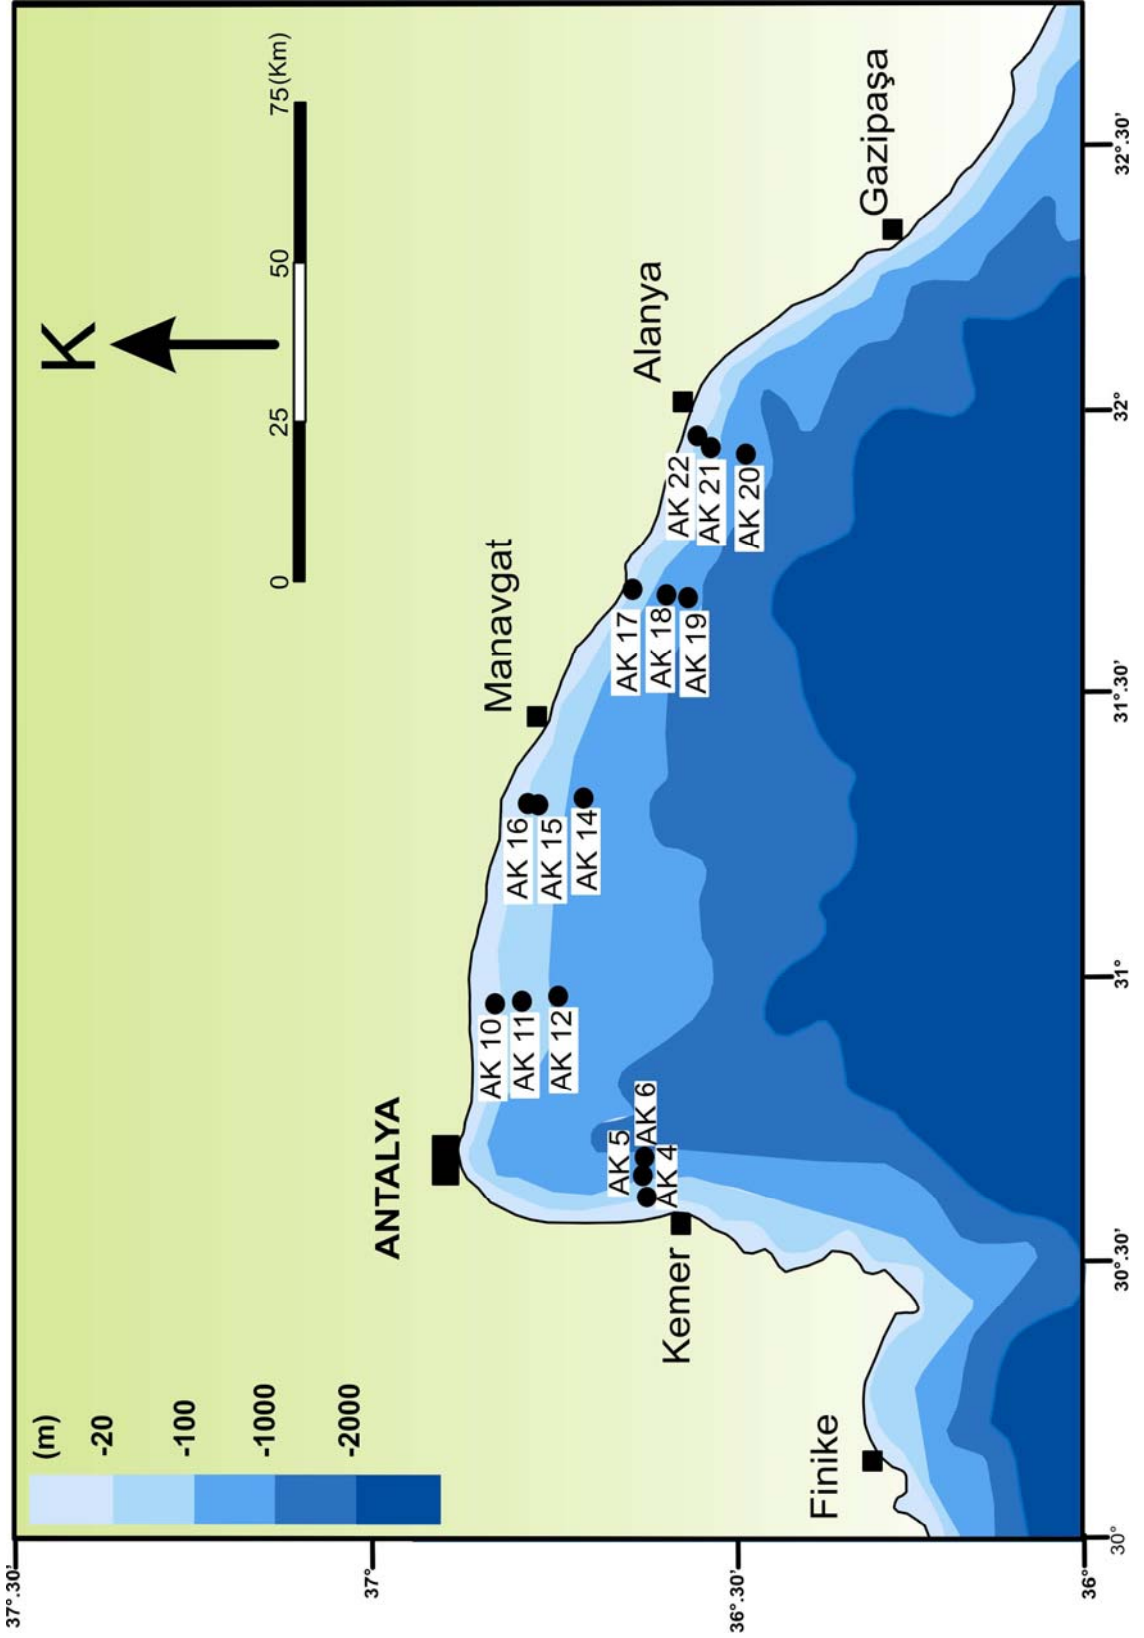 K
0 25 50 75(Km)
(m)
-20
-100
-1000
-2000
ANTALYA
Manavgat
Alanya
Gazipaşa
Kemer
Finike
AK 10
AK 11
AK 12
AK 16
AK 15
AK 14
AK 17
AK 18
AK 19
AK 22
AK 21
AK 20
AK 5
AK 6
AK 4
37°.30'
37°
36°.30'
36°
30°
30°.30'
31°
31°.30'
32°
32°.30'